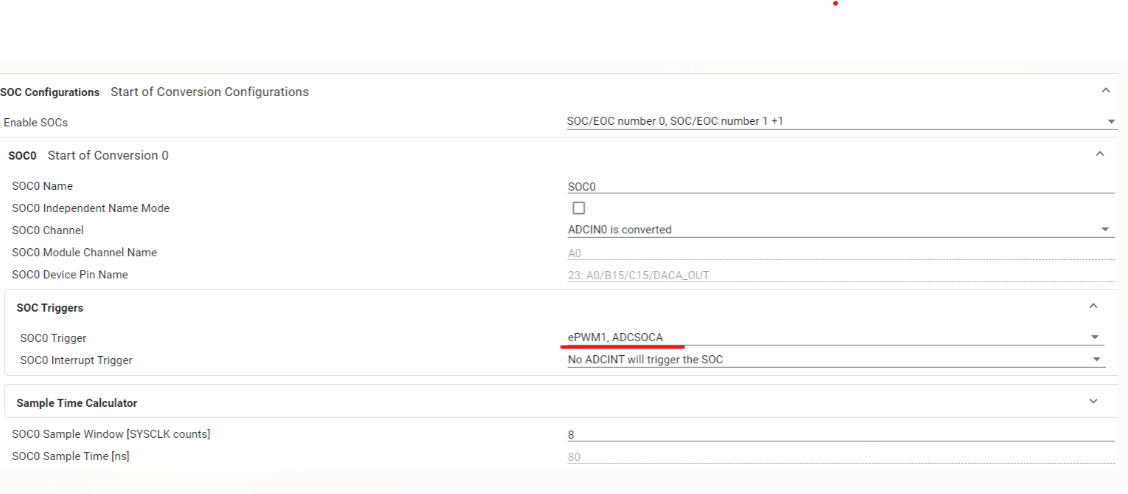 SOC Configurations Start of Conversion Configurations
Enable SOCs SOC/EOC number 0, SOC/EOC number 1 +1
SOC0 Start of Conversion 0
SOC0 Name SOC0
SOC0 Independent Name Mode
SOC0 Channel ADCIN0 is converted
SOC0 Module Channel Name A0
SOC0 Device Pin Name 23: A0/B15/C15/DACA_OUT
SOC Triggers
SOC0 Trigger ePWM1, ADCSOCA
SOC0 Interrupt Trigger No ADCINT will trigger the SOC
Sample Time Calculator
SOC0 Sample Window [SYSCLK counts] 8
SOC0 Sample Time [ns] 80